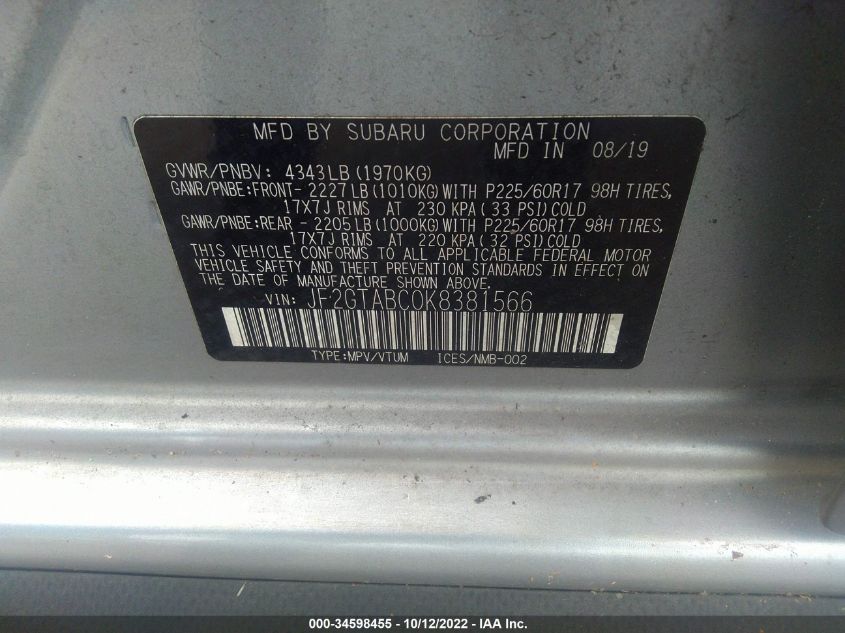 MFD BY SUBARU CORPORATION
MFD IN 08/19
GVWR/PNBV: 4343LB (1970KG)
GAWR/PNBE:FRONT- 2227LB (1010KG) WITH P225/60R17 98H TIRES,
17X7J RIMS AT 230 KPA( 33 PSI) COLD
GAWR/PNBE:REAR - 2205LB (1000KG) WITH P225/60R17 98H TIRES,
17X7J RIMS AT 220 KPA( 32 PSI) COLD
THIS VEHICLE CONFORMS TO ALL APPLICABLE FEDERAL MOTOR
VEHICLE SAFETY AND THEFT PREVENTION STANDARDS IN EFFECT ON
THE DATE OF MANUFACTURE SHOWN ABOVE.
VIN: JF2GTABC0K8381566
TYPE:MPV/VTUM ICES/NMB-002
000-34598455 - 10/12/2022 - IAA Inc.